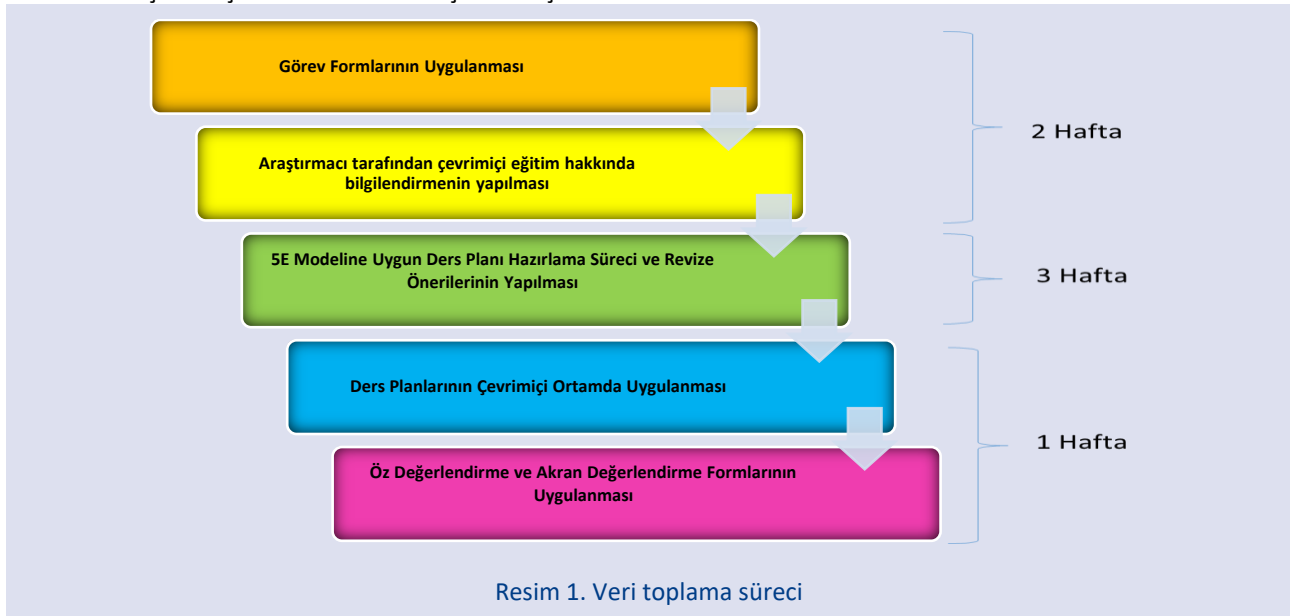 Görev Formlarının Uygulanması
Araştırmacı tarafından çevrimiçi eğitim hakkında
bilgilendirmenin yapılması
2 Hafta
5E Modeline Uygun Ders Planı Hazırlama Süreci ve Revize
Önerilerinin Yapılması
3 Hafta
Ders Planlarının Çevrimiçi Ortamda Uygulanması
Öz Değerlendirme ve Akran Değerlendirme Formlarının
Uygulanması
1 Hafta
Resim 1. Veri toplama süreci